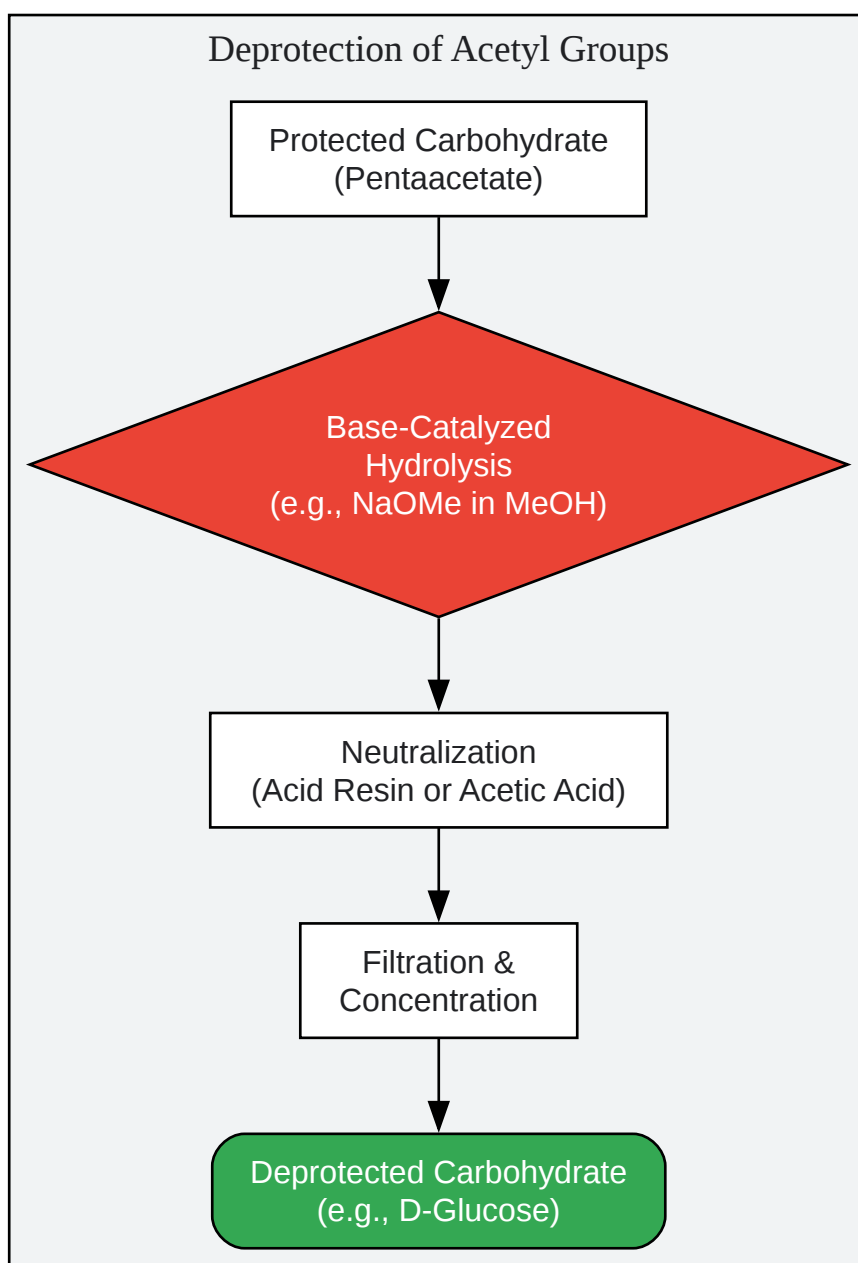 Deprotection of Acetyl Groups
Protected Carbohydrate
(Pentaacetate)
Base-Catalyzed
Hydrolysis
(e.g., NaOMe in MeOH)
Neutralization
(Acid Resin or Acetic Acid)
Filtration &
Concentration
Deprotected Carbohydrate
(e.g., D-Glucose)